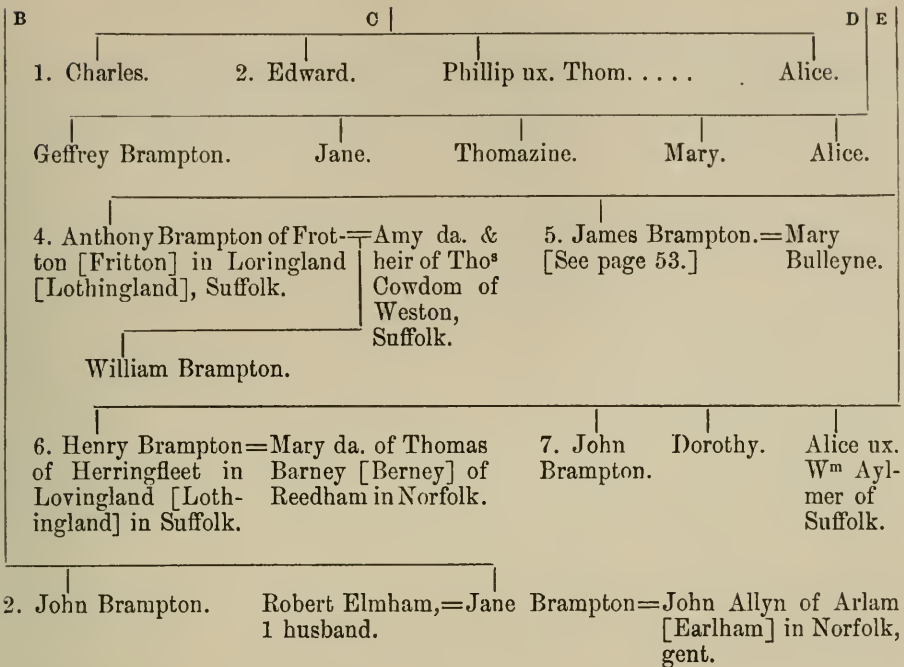 B C D E
1. Charles. 2. Edward. Phillip ux. Thom..... Alice.
Geffrey Brampton. Jane. Thomazine. Mary. Alice.
4. Anthony Brampton of Frot-=Amy da. &
ton [Fritton] in Loringland heir of Thoˢ
[Lothingland], Suffolk. Cowdom of
Weston,
Suffolk.
5. James Brampton.=Mary
[See page 53.] Bulleyne.
William Brampton.
6. Henry Brampton=Mary da. of Thomas
of Herringfleet in Barney [Berney] of
Lovingland [Loth- Reedham in Norfolk.
ingland] in Suffolk.
7. John
Brampton.
Dorothy.
Alice ux.
Wᵐ Ayl-
mer of
Suffolk.
2. John Brampton.
Robert Elmham,=Jane Brampton=John Allyn of Arlam
1 husband. [Earlham] in Norfolk,
gent.